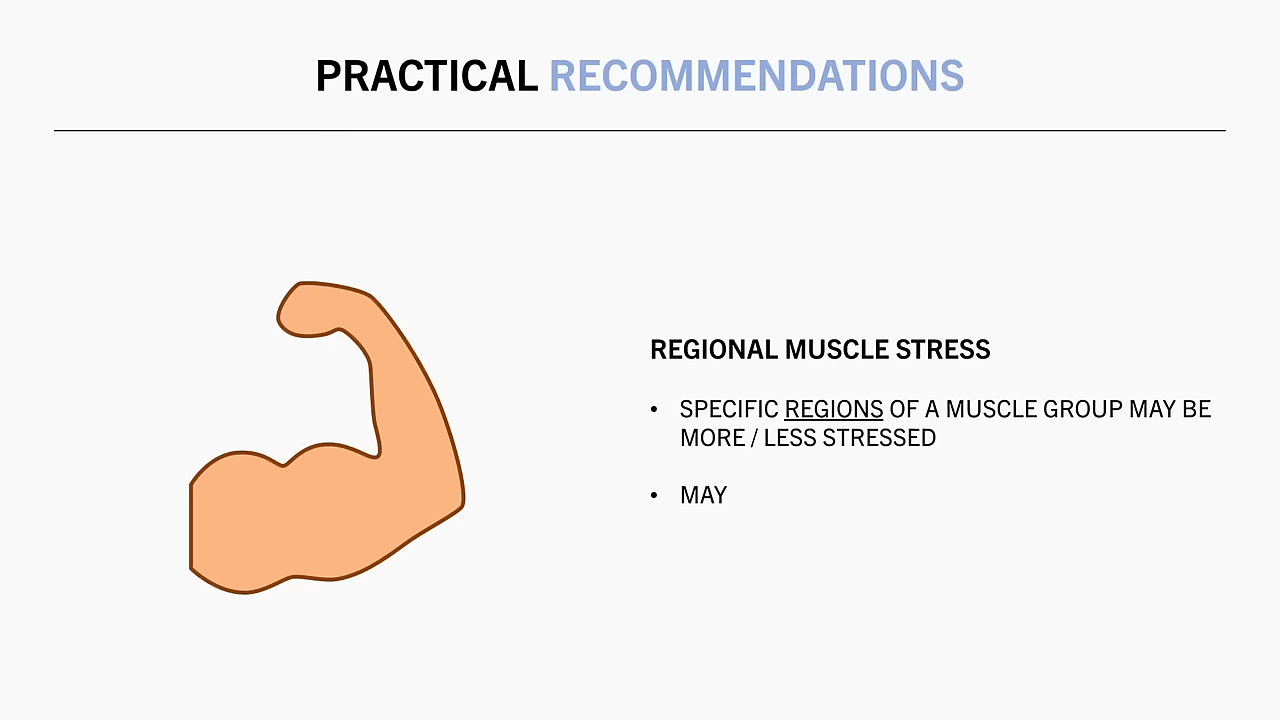 PRACTICAL RECOMMENDATIONS
REGIONAL MUSCLE STRESS
• SPECIFIC REGIONS OF A MUSCLE GROUP MAY BE
MORE / LESS STRESSED
• MAY